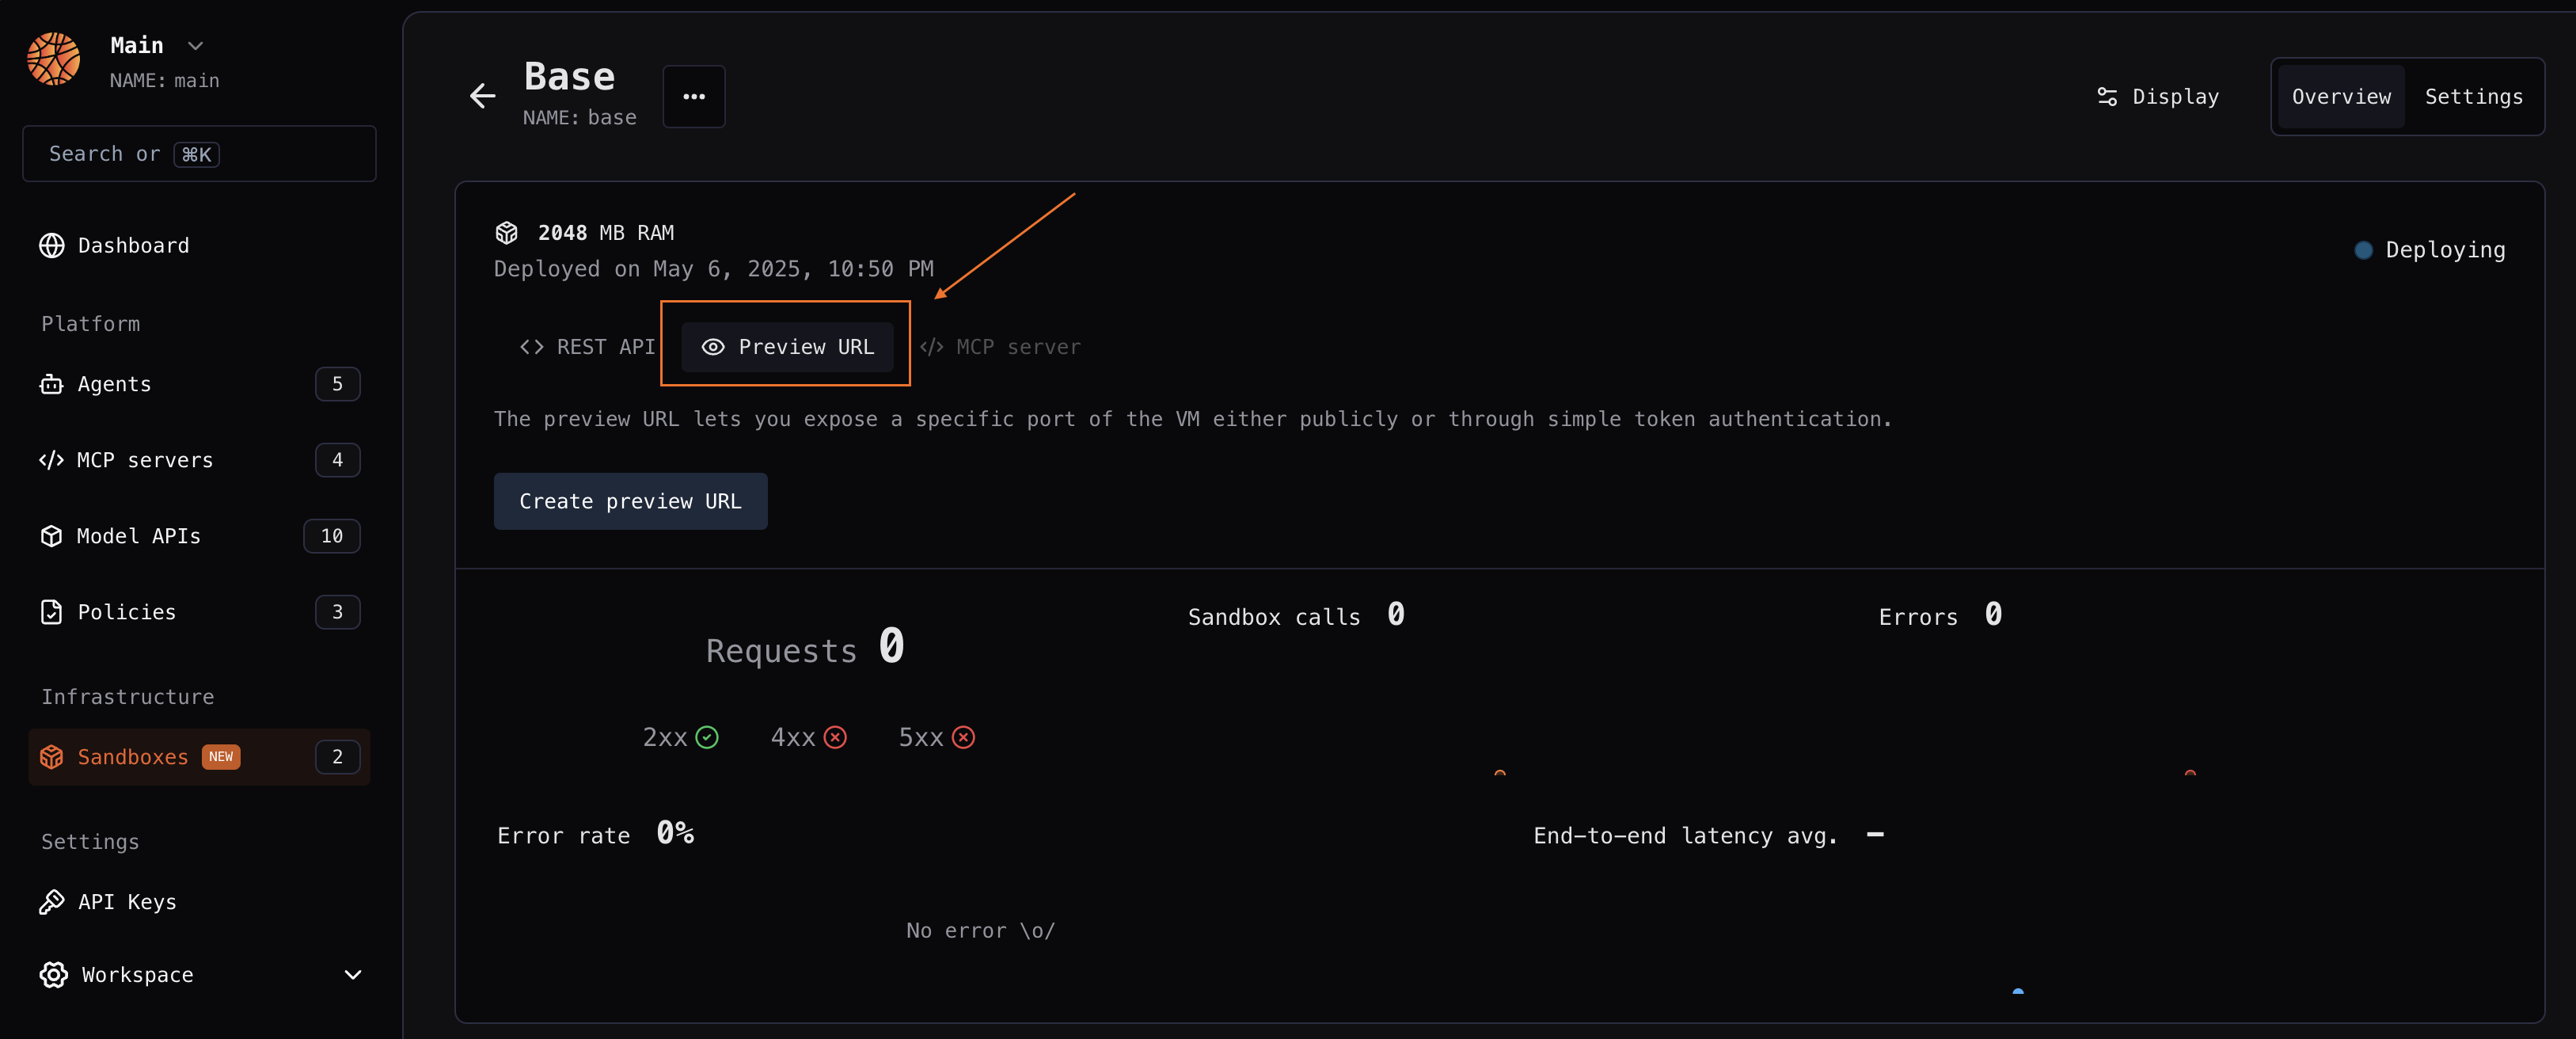 Main
NAME: main
Search or ⌘K
Dashboard
Platform
Agents 5
MCP servers 4
Model APIs 10
Policies 3
Infrastructure
Sandboxes NEW 2
Settings
API Keys
Workspace
Base
NAME: base
...
Display
Overview Settings
2048 MB RAM
Deployed on May 6, 2025, 10:50 PM
Deploying
REST API Preview URL MCP server
The preview URL lets you expose a specific port of the VM either publicly or through simple token authentication.
Create preview URL
Requests 0
2xx 4xx 5xx
Sandbox calls 0
Errors 0
Error rate 0%
No error \o/
End-to-end latency avg. –